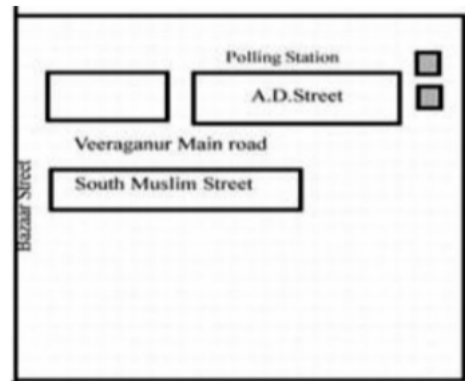 Polling Station
A.D.Street
Veeraganur Main road
South Muslim Street
Bazaar Street